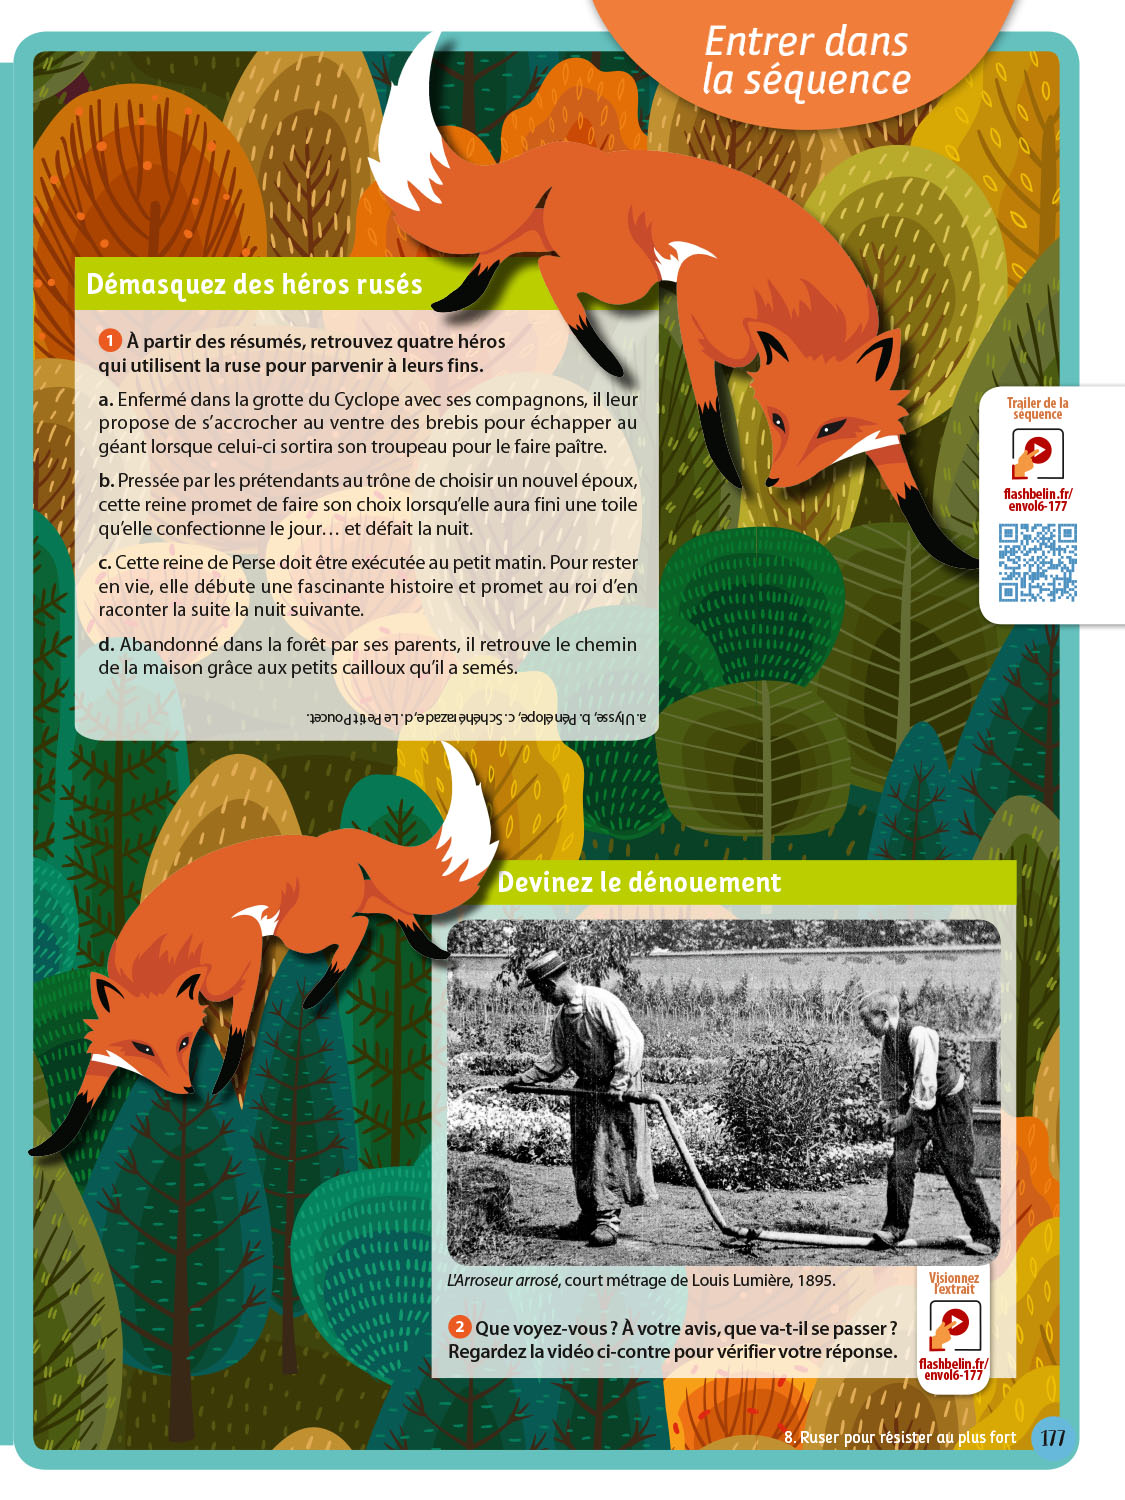 Entrer dans
la séquence
Démasquez des héros rusés
1 À partir des résumés, retrouvez quatre héros
qui utilisent la ruse pour parvenir à leurs fins.
a. Enfermé dans la grotte du Cyclope avec ses compagnons, il leur
propose de s’accrocher au ventre des brebis pour échapper au
géant lorsque celui-ci sortira son troupeau pour le faire paître.
b. Pressée par les prétendants au trône de choisir un nouvel époux,
cette reine promet de faire son choix lorsqu’elle aura fini une toile
qu’elle confectionne le jour… et défait la nuit.
c. Cette reine de Perse doit être exécutée au petit matin. Pour rester
en vie, elle débute une fascinante histoire et promet au roi d’en
raconter la suite la nuit suivante.
d. Abandonné dans la forêt par ses parents, il retrouve le chemin
de la maison grâce aux petits cailloux qu’il a semés.
a. Ulysse, b. Pénélope, c. Schéhérazade, d. Le Petit Poucet.
Trailer de la
séquence
flashbelin.fr/
envol6-177
Devinez le dénouement
L’Arroseur arrosé, court métrage de Louis Lumière, 1895.
2 Que voyez-vous ? À votre avis, que va-t-il se passer ?
Regardez la vidéo ci-contre pour vérifier votre réponse.
Visionnez
l’extrait
flashbelin.fr/
envol6-177
8. Ruser pour résister au plus fort 177